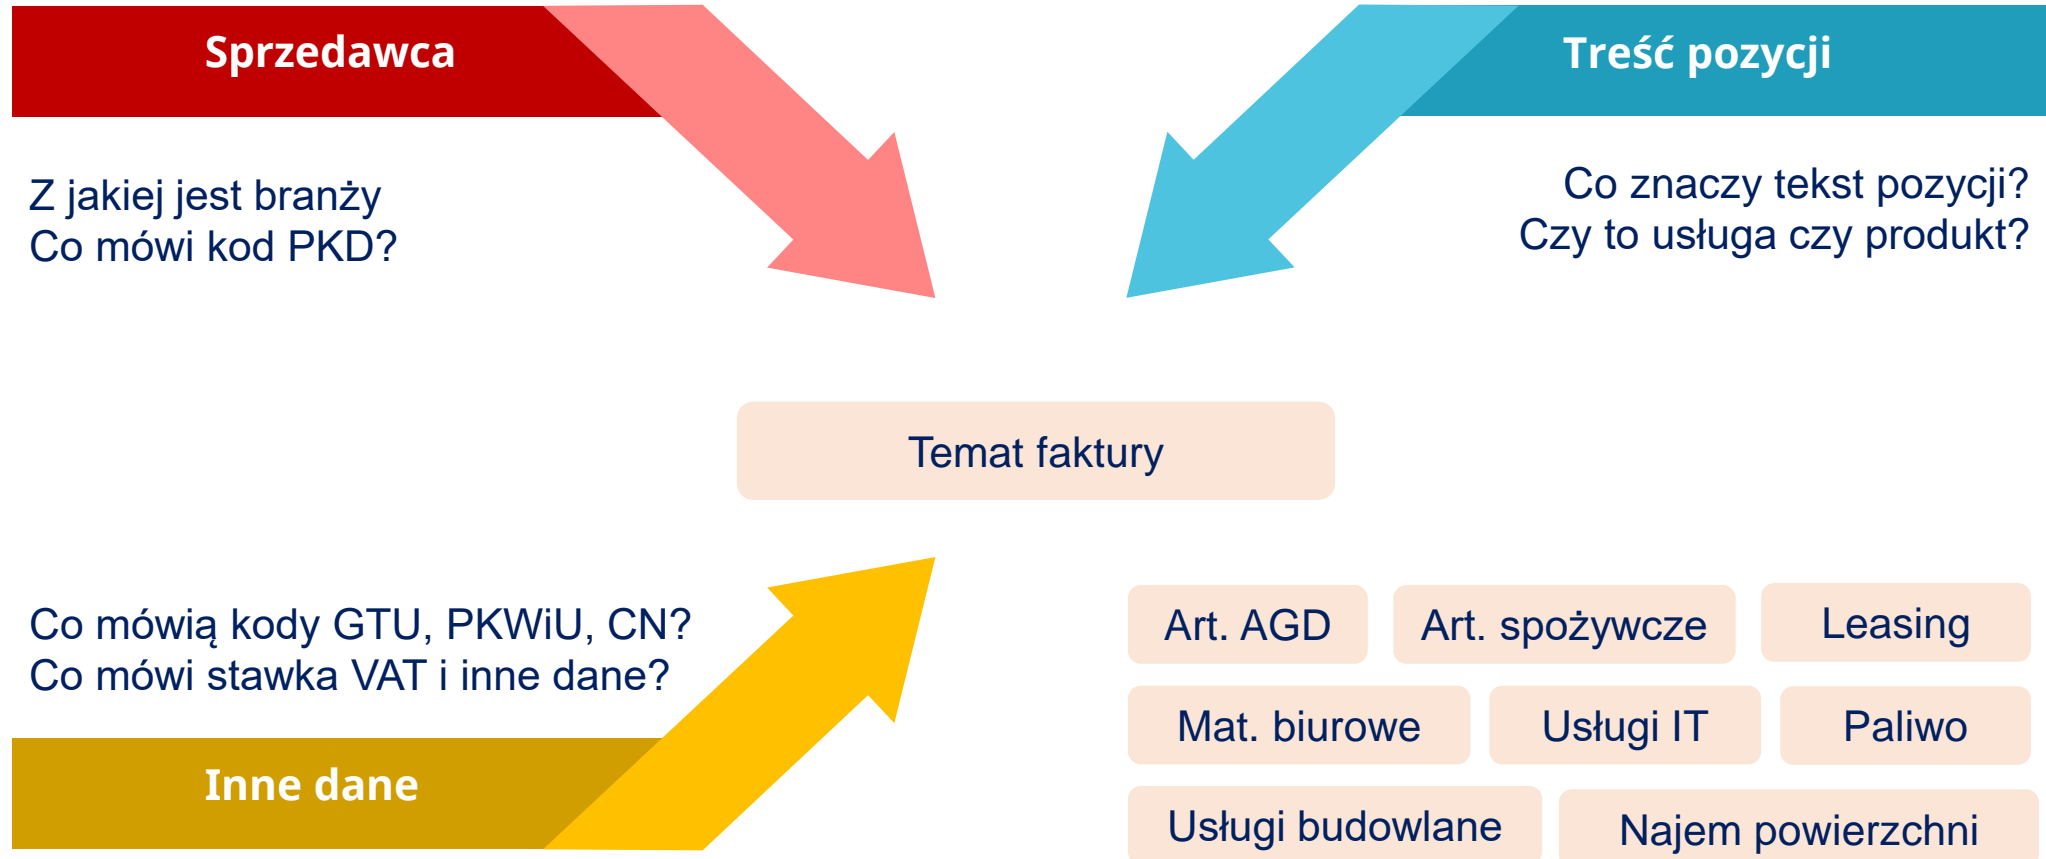 Sprzedawca
Treść pozycji
Z jakiej jest branży
Co mówi kod PKD?
Co znaczy tekst pozycji?
Czy to usługa czy produkt?
Temat faktury
Co mówią kody GTU, PKWiU, CN?
Co mówi stawka VAT i inne dane?
Inne dane
Art. AGD
Art. spożywcze
Leasing
Mat. biurowe
Usługi IT
Paliwo
Usługi budowlane
Najem powierzchni